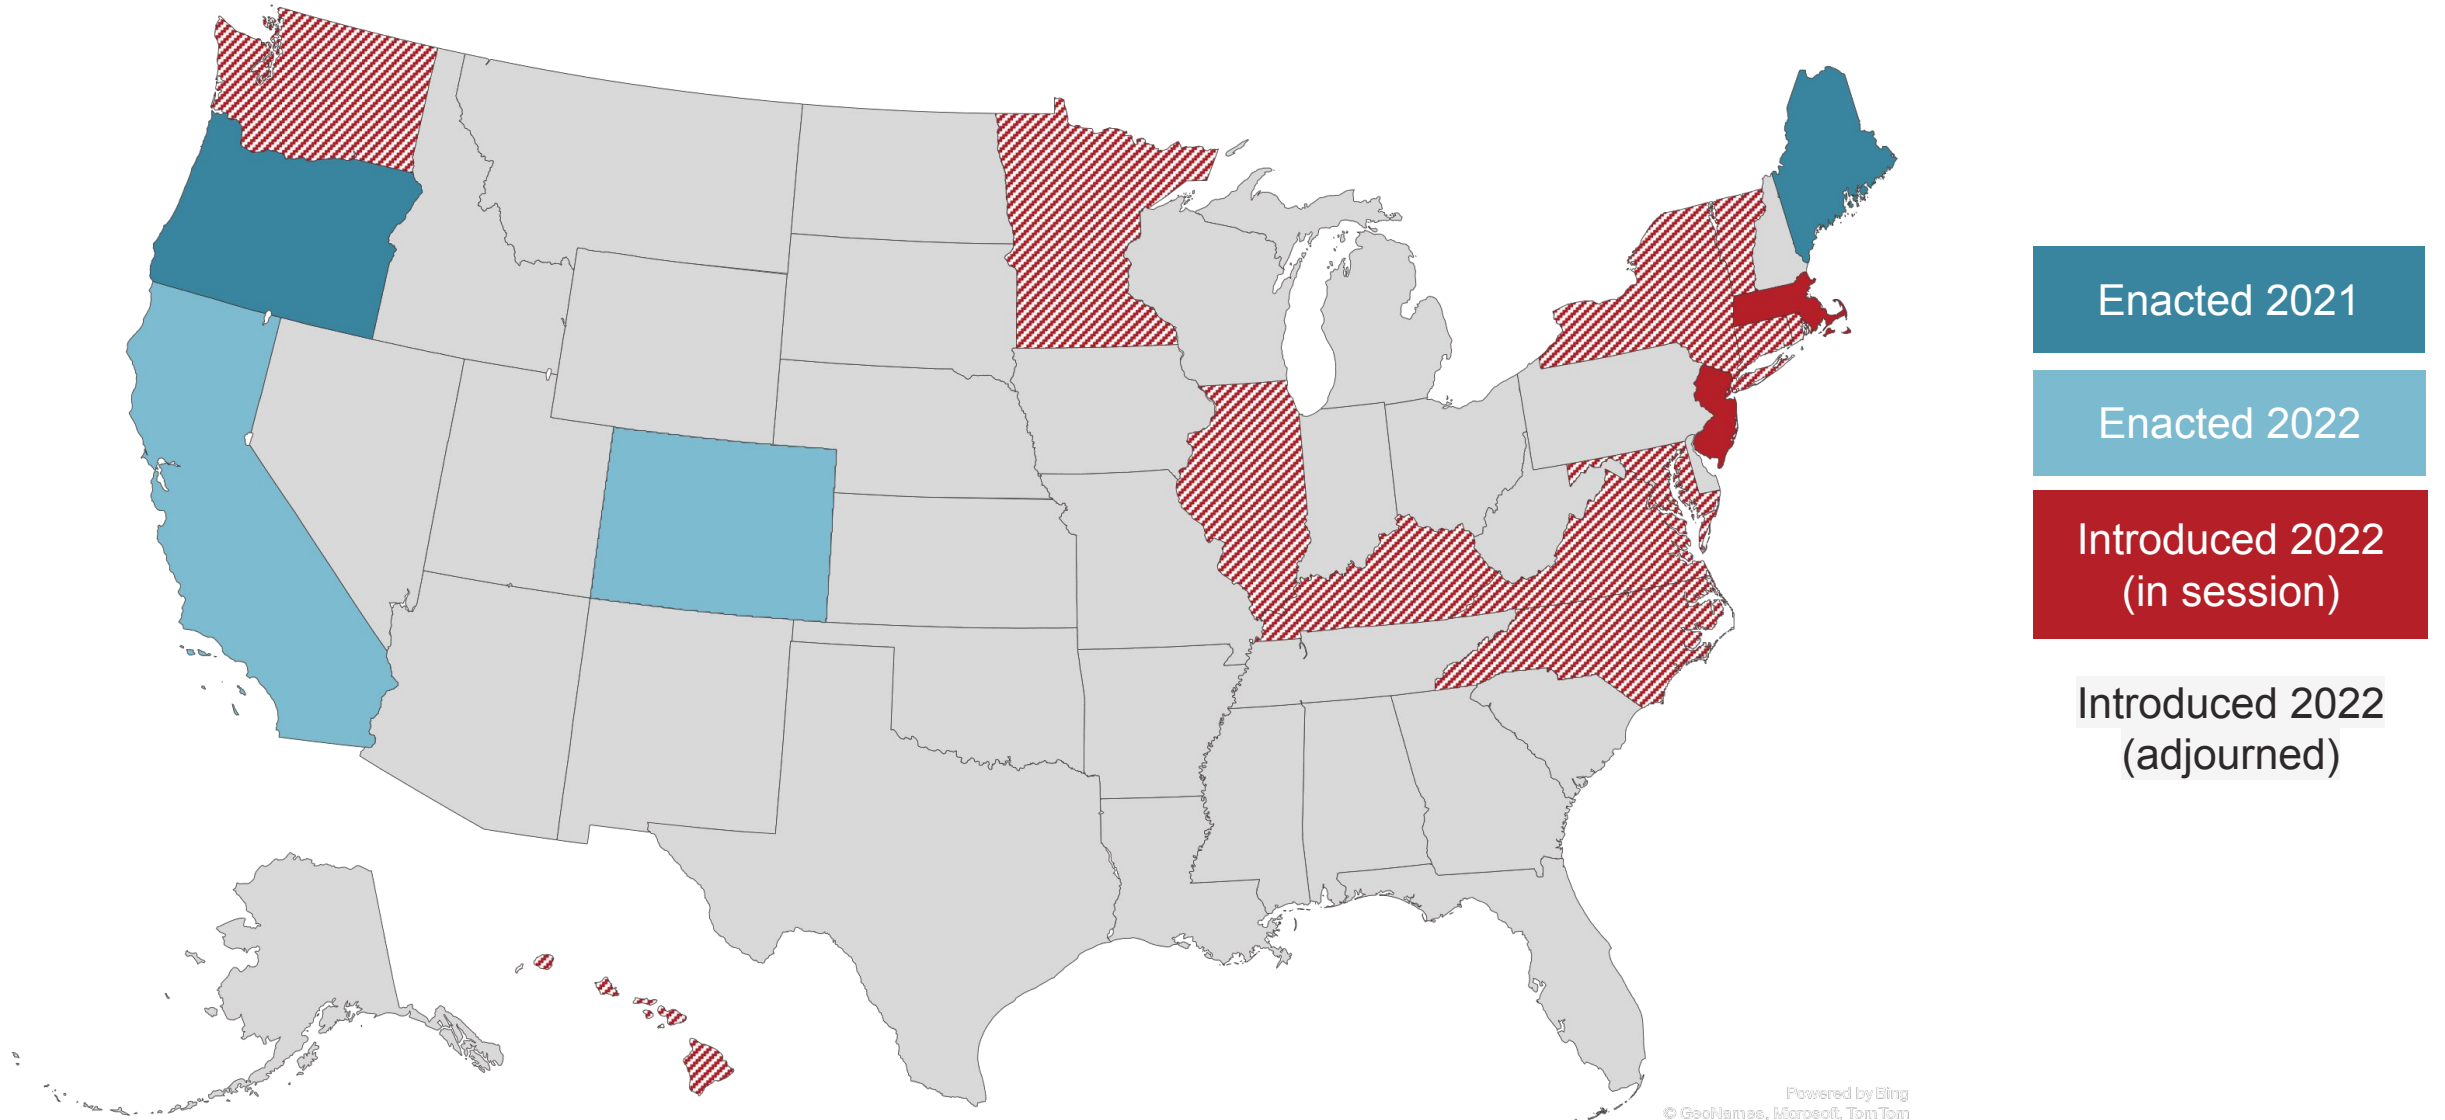 Enacted 2021
Enacted 2022
Introduced 2022
(in session)
Introduced 2022
(adjourned)
Powered by Bing
© GeoNames, Microsoft, TomTom